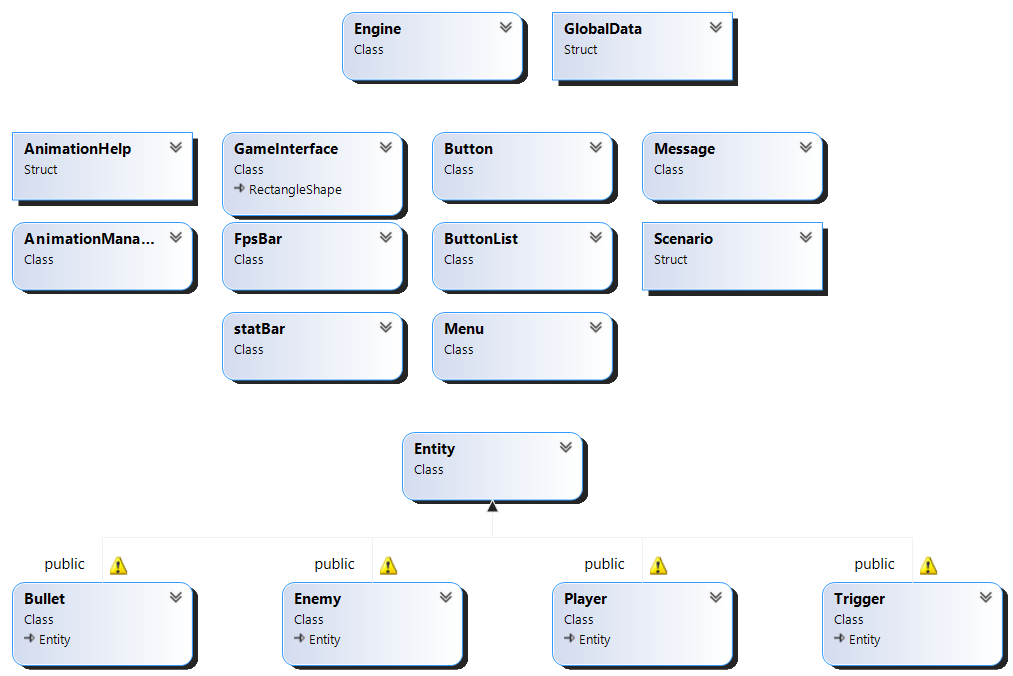 Engine
Class
GlobalData
Struct
AnimationHelp
Struct
GameInterface
Class
RectangleShape
Button
Class
Message
Class
AnimationMana...
Class
FpsBar
Class
ButtonList
Class
Scenario
Struct
statBar
Class
Menu
Class
Entity
Class
public
Bullet
Class
Entity
public
Enemy
Class
Entity
public
Player
Class
Entity
public
Trigger
Class
Entity